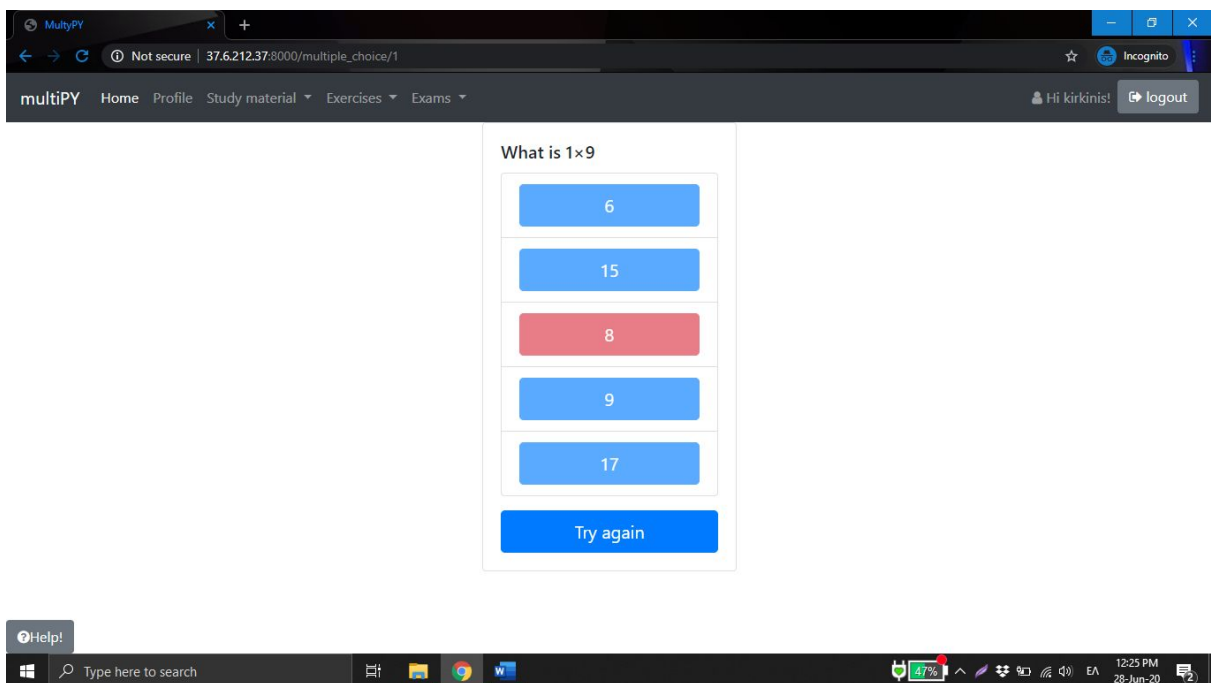 MultyPY
Not secure | 37.6.212.37:8000/multiple_choice/1
Incognito
multiPY Home Profile Study material Exercises Exams Hi kirkinis! logout
What is 1×9
6
15
8
9
17
Try again
Help!
Type here to search
47% ΕΛ 12:25 PM
28-Jun-20 2